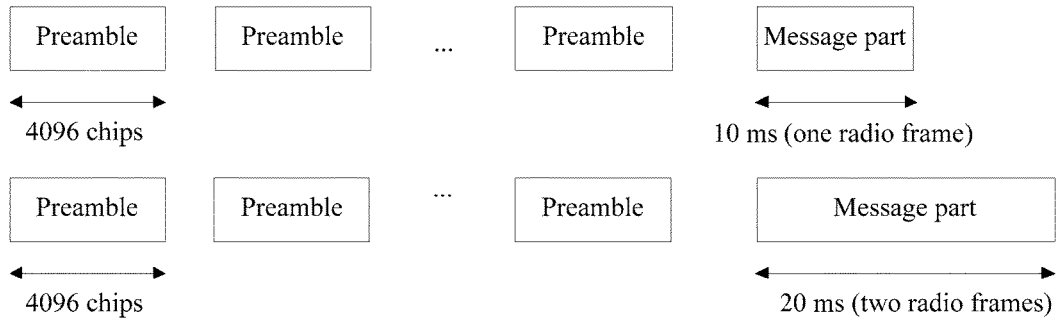 Preamble Preamble ... Preamble Message part
4096 chips 10 ms (one radio frame)
Preamble Preamble ... Preamble Message part
4096 chips 20 ms (two radio frames)